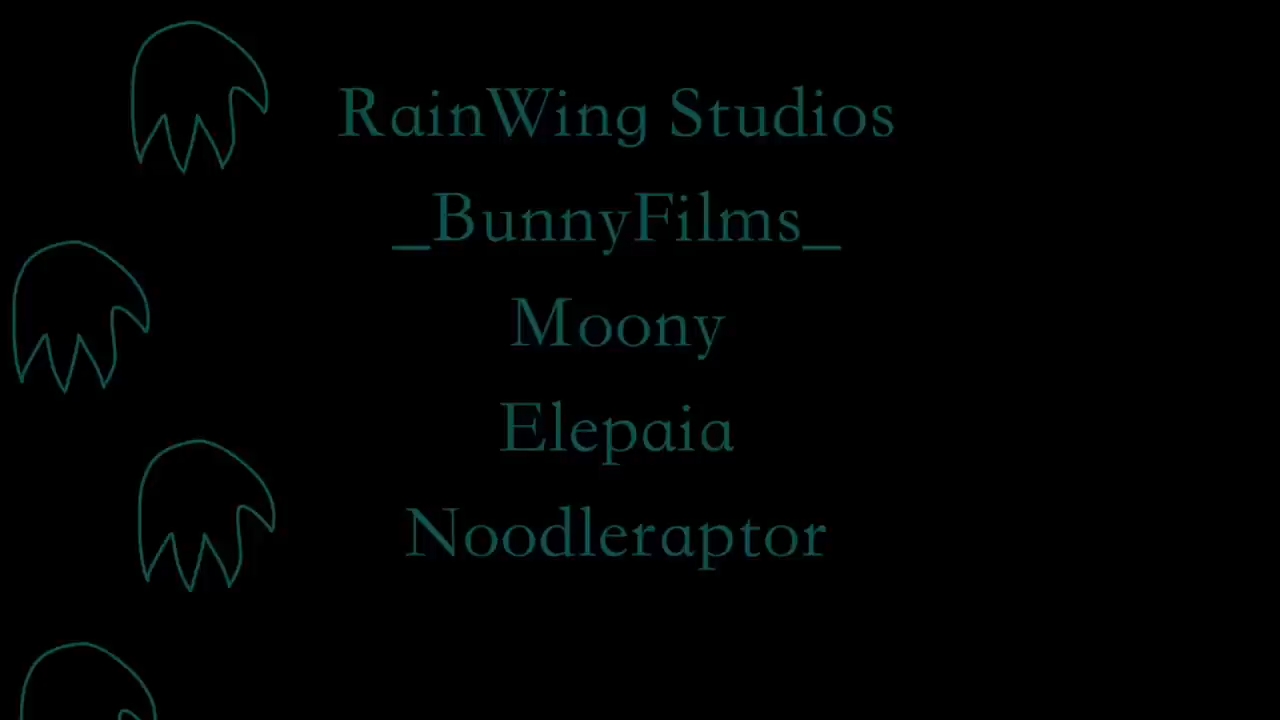 RainWing Studios
_BunnyFilms_
Moony
Elepaia
Noodleraptor